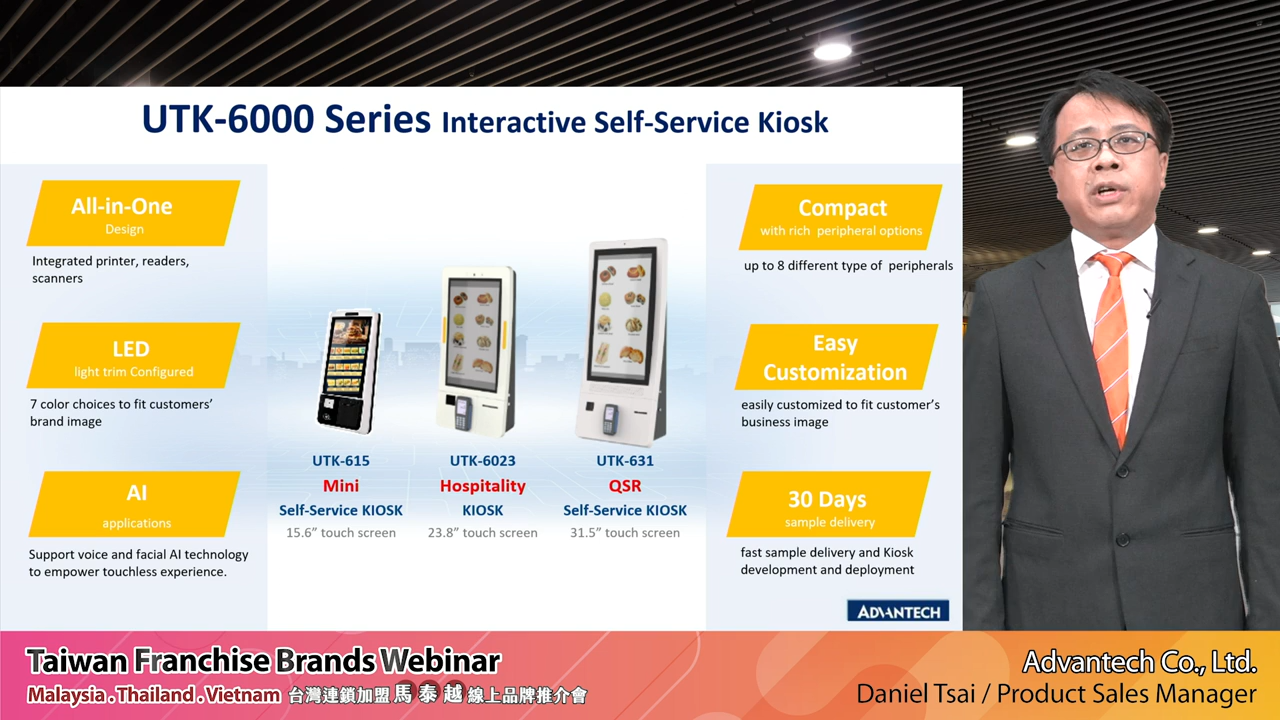 UTK-6000 Series Interactive Self-Service Kiosk
All-in-One
Design
Integrated printer, readers,
scanners
LED
light trim Configured
7 color choices to fit customers'
brand image
AI
applications
Support voice and facial AI technology
to empower touchless experience.
UTK-615
Mini
Self-Service KIOSK
15.6” touch screen
UTK-6023
Hospitality
KIOSK
23.8” touch screen
UTK-631
QSR
Self-Service KIOSK
31.5” touch screen
Compact
with rich peripheral options
up to 8 different type of peripherals
Easy
Customization
easily customized to fit customer's
business image
30 Days
sample delivery
fast sample delivery and Kiosk
development and deployment
ADVANTECH
Taiwan Franchise Brands Webinar
Malaysia . Thailand . Vietnam 台灣連鎖加盟 馬 泰 越 線上品牌推介會
Advantech Co., Ltd.
Daniel Tsai / Product Sales Manager